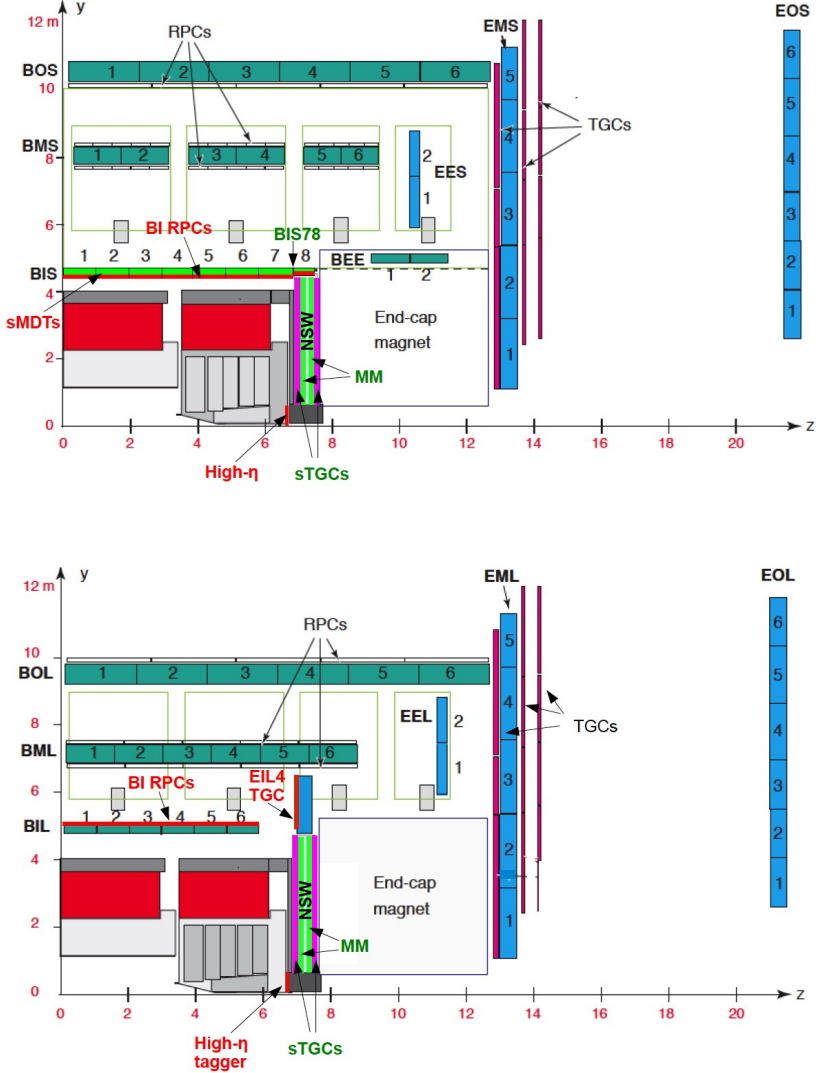 y
12 m
EMS
EOS
RPCs
BOS
1 2 3 4 5 6
5
6
10
TGCs
5
BMS
1 2
3 4
5 6
2
EES
4
4
8
1
3
3
6
BI RPCs
BIS78
1 2 3 4 5 6 7 8
BEE
2
2
BIS
1 2
4
sMDTs
NSW
End-cap
magnet
1
1
2
MM
0
z
0 2 4 6 8 10 12 14 16 18 20
High-η
sTGCs
y
12 m
EML
EOL
RPCs
5
6
10
BOL
1 2 3 4 5 6
4
5
EEL
2
TGCs
8
BML
1 2 3 4 5 6
1
4
BI RPCs
EIL4
TGC
3
3
6
1 2 3 4 5 6
BIL
2
2
4
End-cap
magnet
1
NSW
1
2
MM
0
z
0 2 4 6 8 10 12 14 16 18 20
High-η
tagger
sTGCs